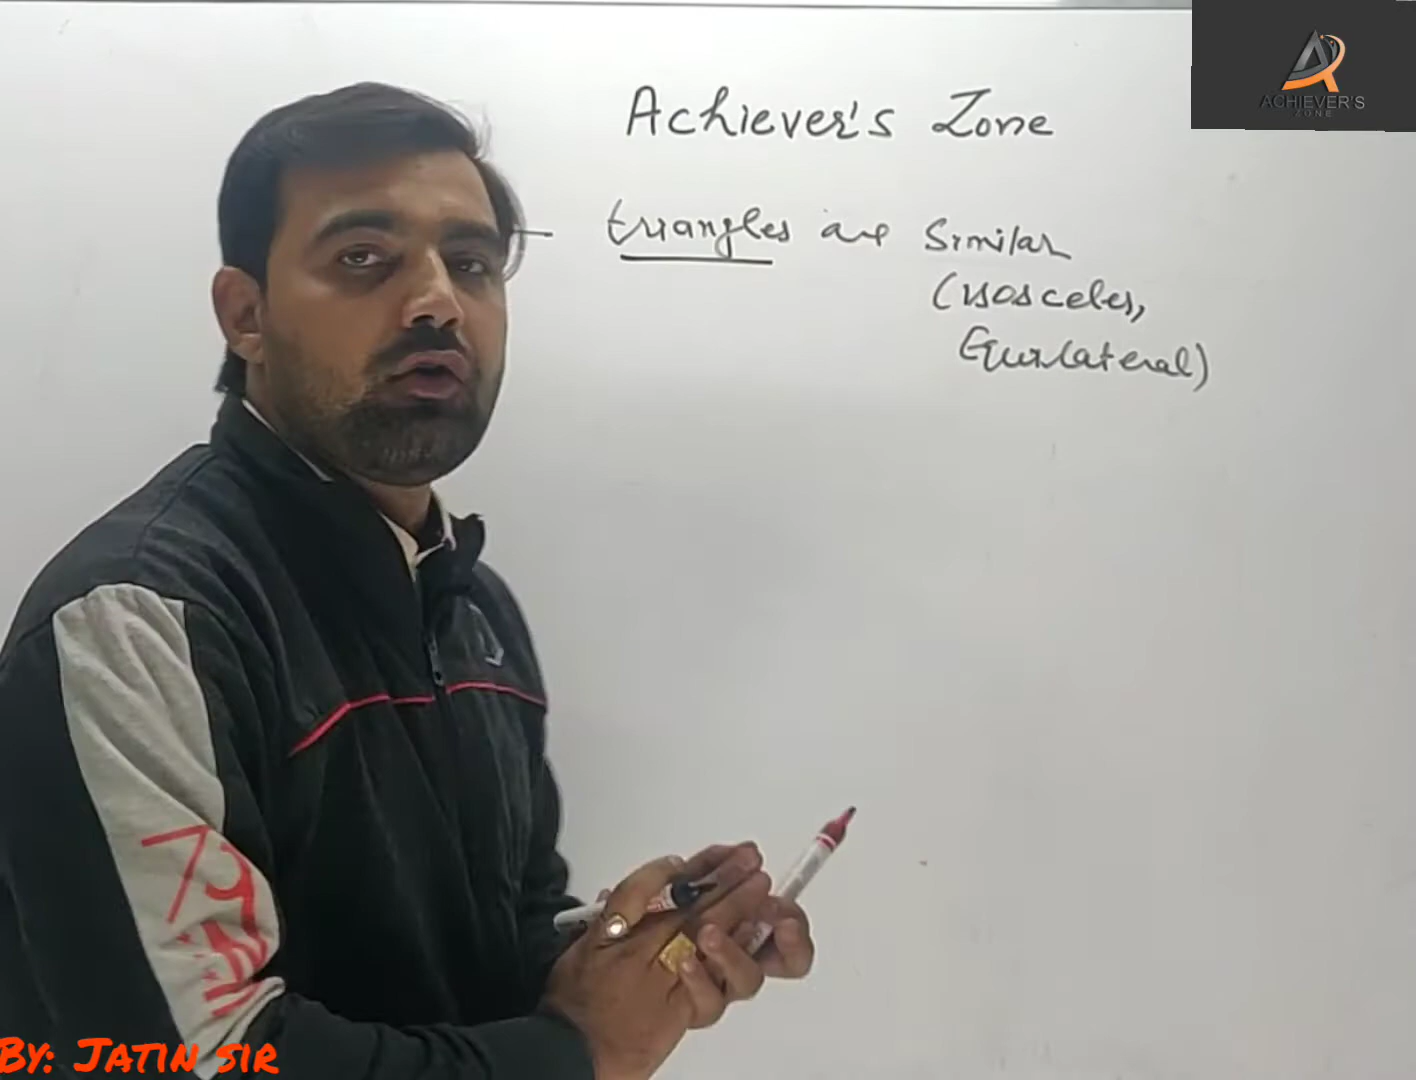 Achiever's Zone
ACHIEVER'S
ZONE
— triangles are Similar
(isosceles,
Equilateral)
By: Jatin sir